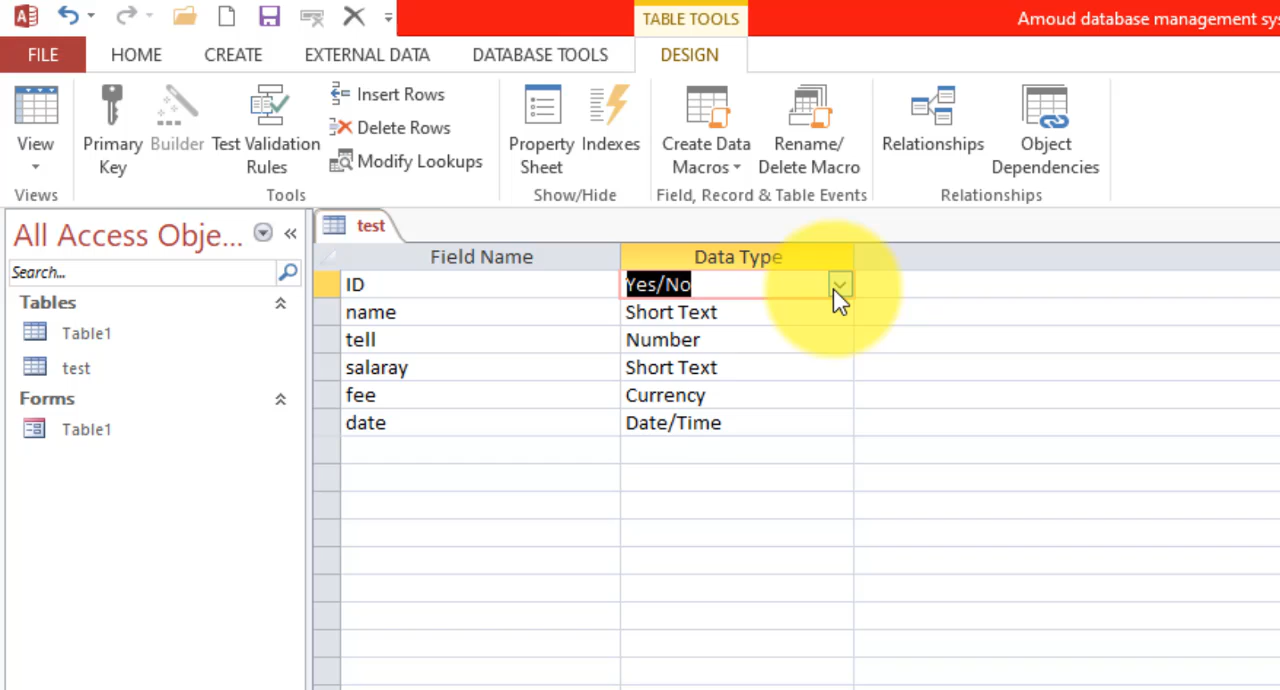 TABLE TOOLS
Amoud database management sys
FILE HOME CREATE EXTERNAL DATA DATABASE TOOLS DESIGN
View
Views
Primary Key
Builder
Test Validation Rules
Insert Rows
Delete Rows
Modify Lookups
Tools
Property Sheet
Indexes
Show/Hide
Create Data Macros
Rename/ Delete Macro
Field, Record & Table Events
Relationships
Object Dependencies
Relationships
All Access Obje...
Search...
Tables
Table1
test
Forms
Table1
test
Field Name Data Type
ID Yes/No
name Short Text
tell Number
salaray Short Text
fee Currency
date Date/Time